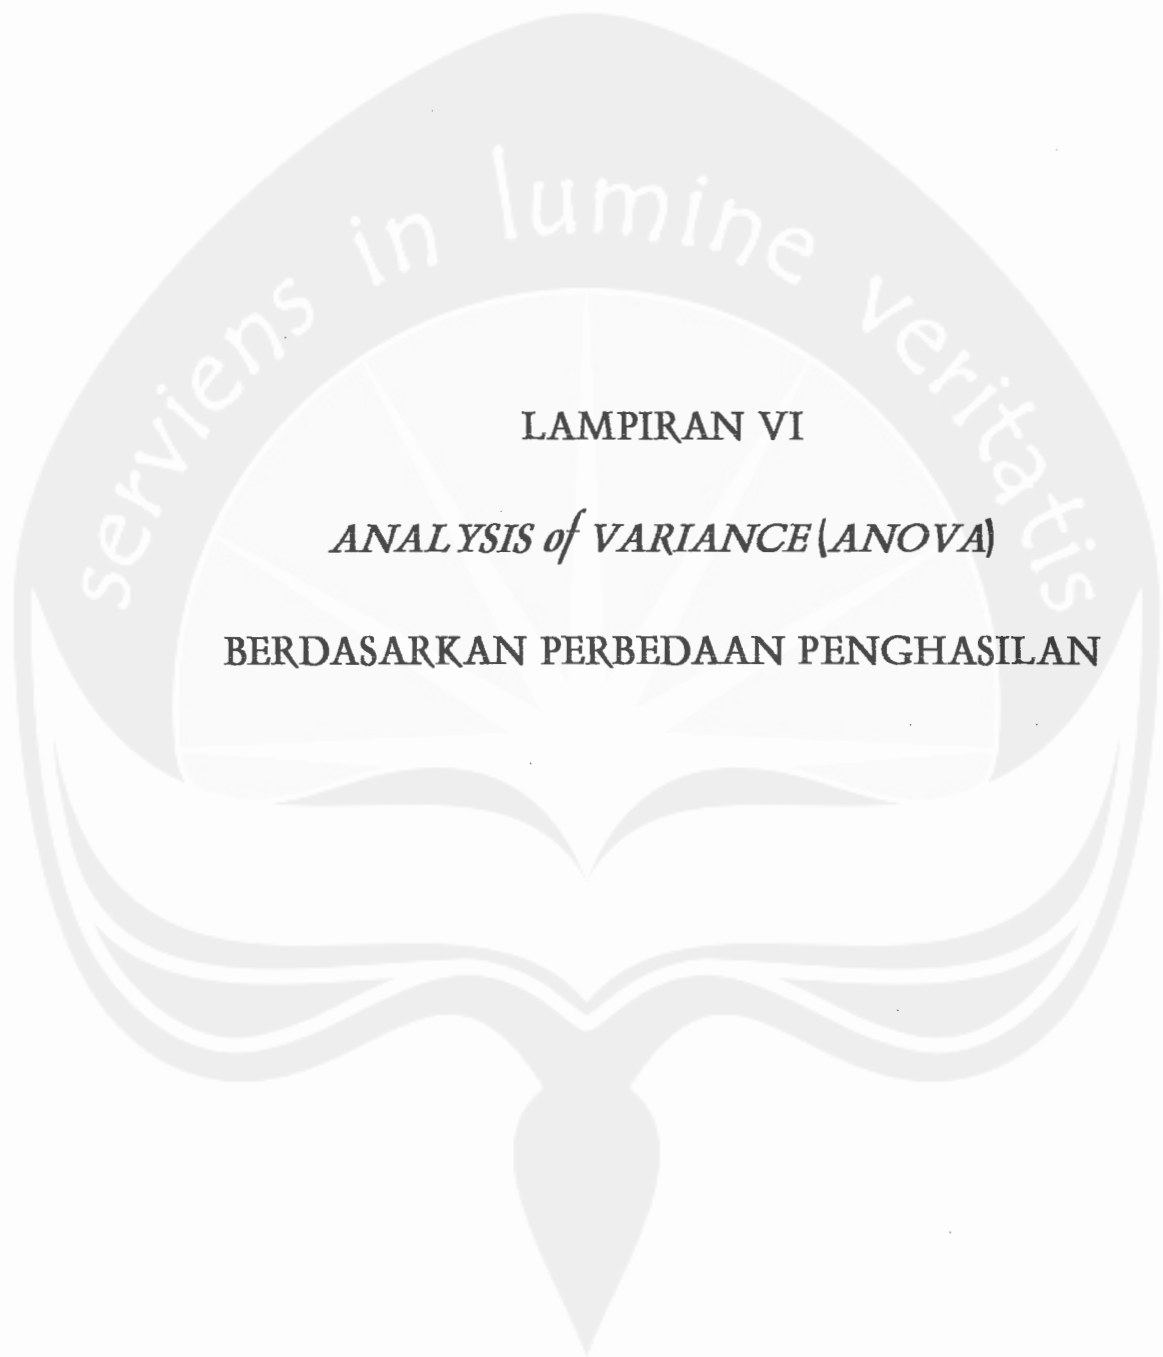 serviens in lumine veritatis
LAMPIRAN VI
ANALYSIS of VARIANCE (ANOVA)
BERDASARKAN PERBEDAAN PENGHASILAN